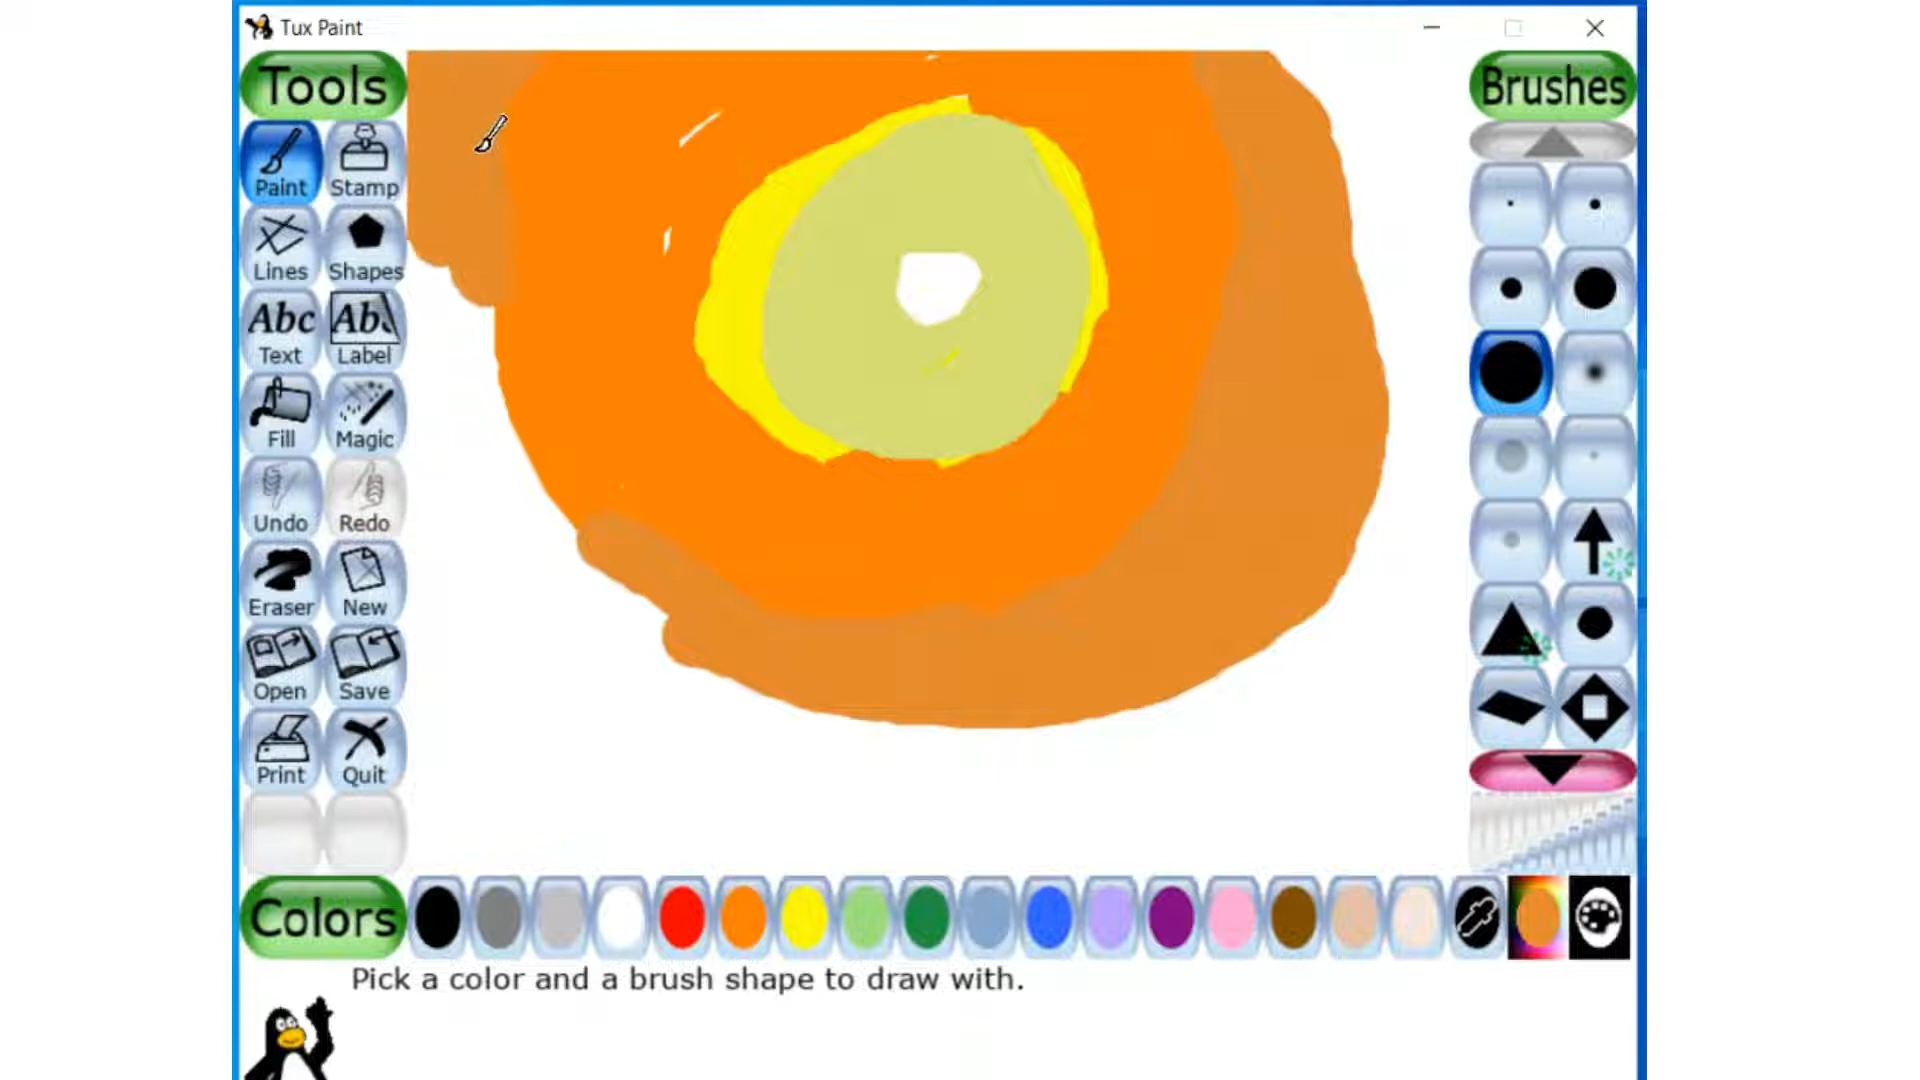 Tux Paint
Tools
Brushes
Paint Stamp
Lines Shapes
Abc Abc
Text Label
Fill Magic
Undo Redo
Eraser New
Open Save
Print Quit
Colors
Pick a color and a brush shape to draw with.